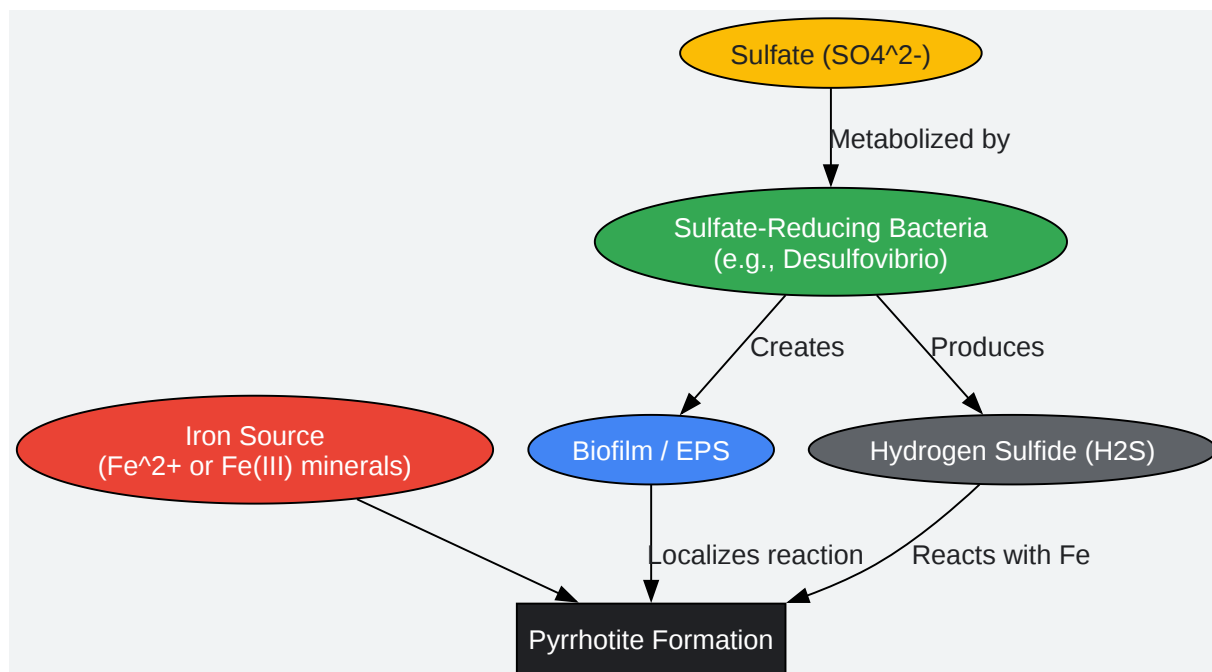 Sulfate (SO4^2-)
Metabolized by
Sulfate-Reducing Bacteria
(e.g., Desulfovibrio)
Creates
Produces
Iron Source
(Fe^2+ or Fe(III) minerals)
Biofilm / EPS
Hydrogen Sulfide (H2S)
Localizes reaction
Reacts with Fe
Pyrrhotite Formation